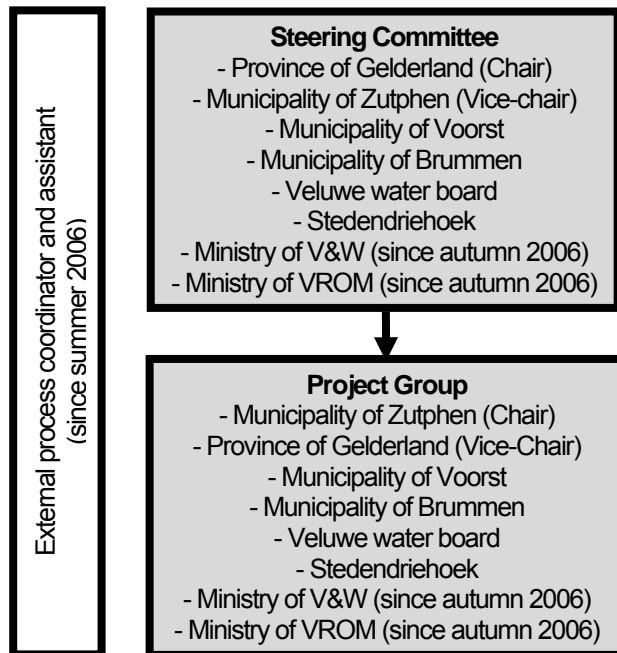 External process coordinator and assistant
(since summer 2006)
Steering Committee
- Province of Gelderland (Chair)
- Municipality of Zutphen (Vice-chair)
- Municipality of Voorst
- Municipality of Brummen
- Veluwe water board
- Stedendriehoek
- Ministry of V&W (since autumn 2006)
- Ministry of VROM (since autumn 2006)
Project Group
- Municipality of Zutphen (Chair)
- Province of Gelderland (Vice-Chair)
- Municipality of Voorst
- Municipality of Brummen
- Veluwe water board
- Stedendriehoek
- Ministry of V&W (since autumn 2006)
- Ministry of VROM (since autumn 2006)